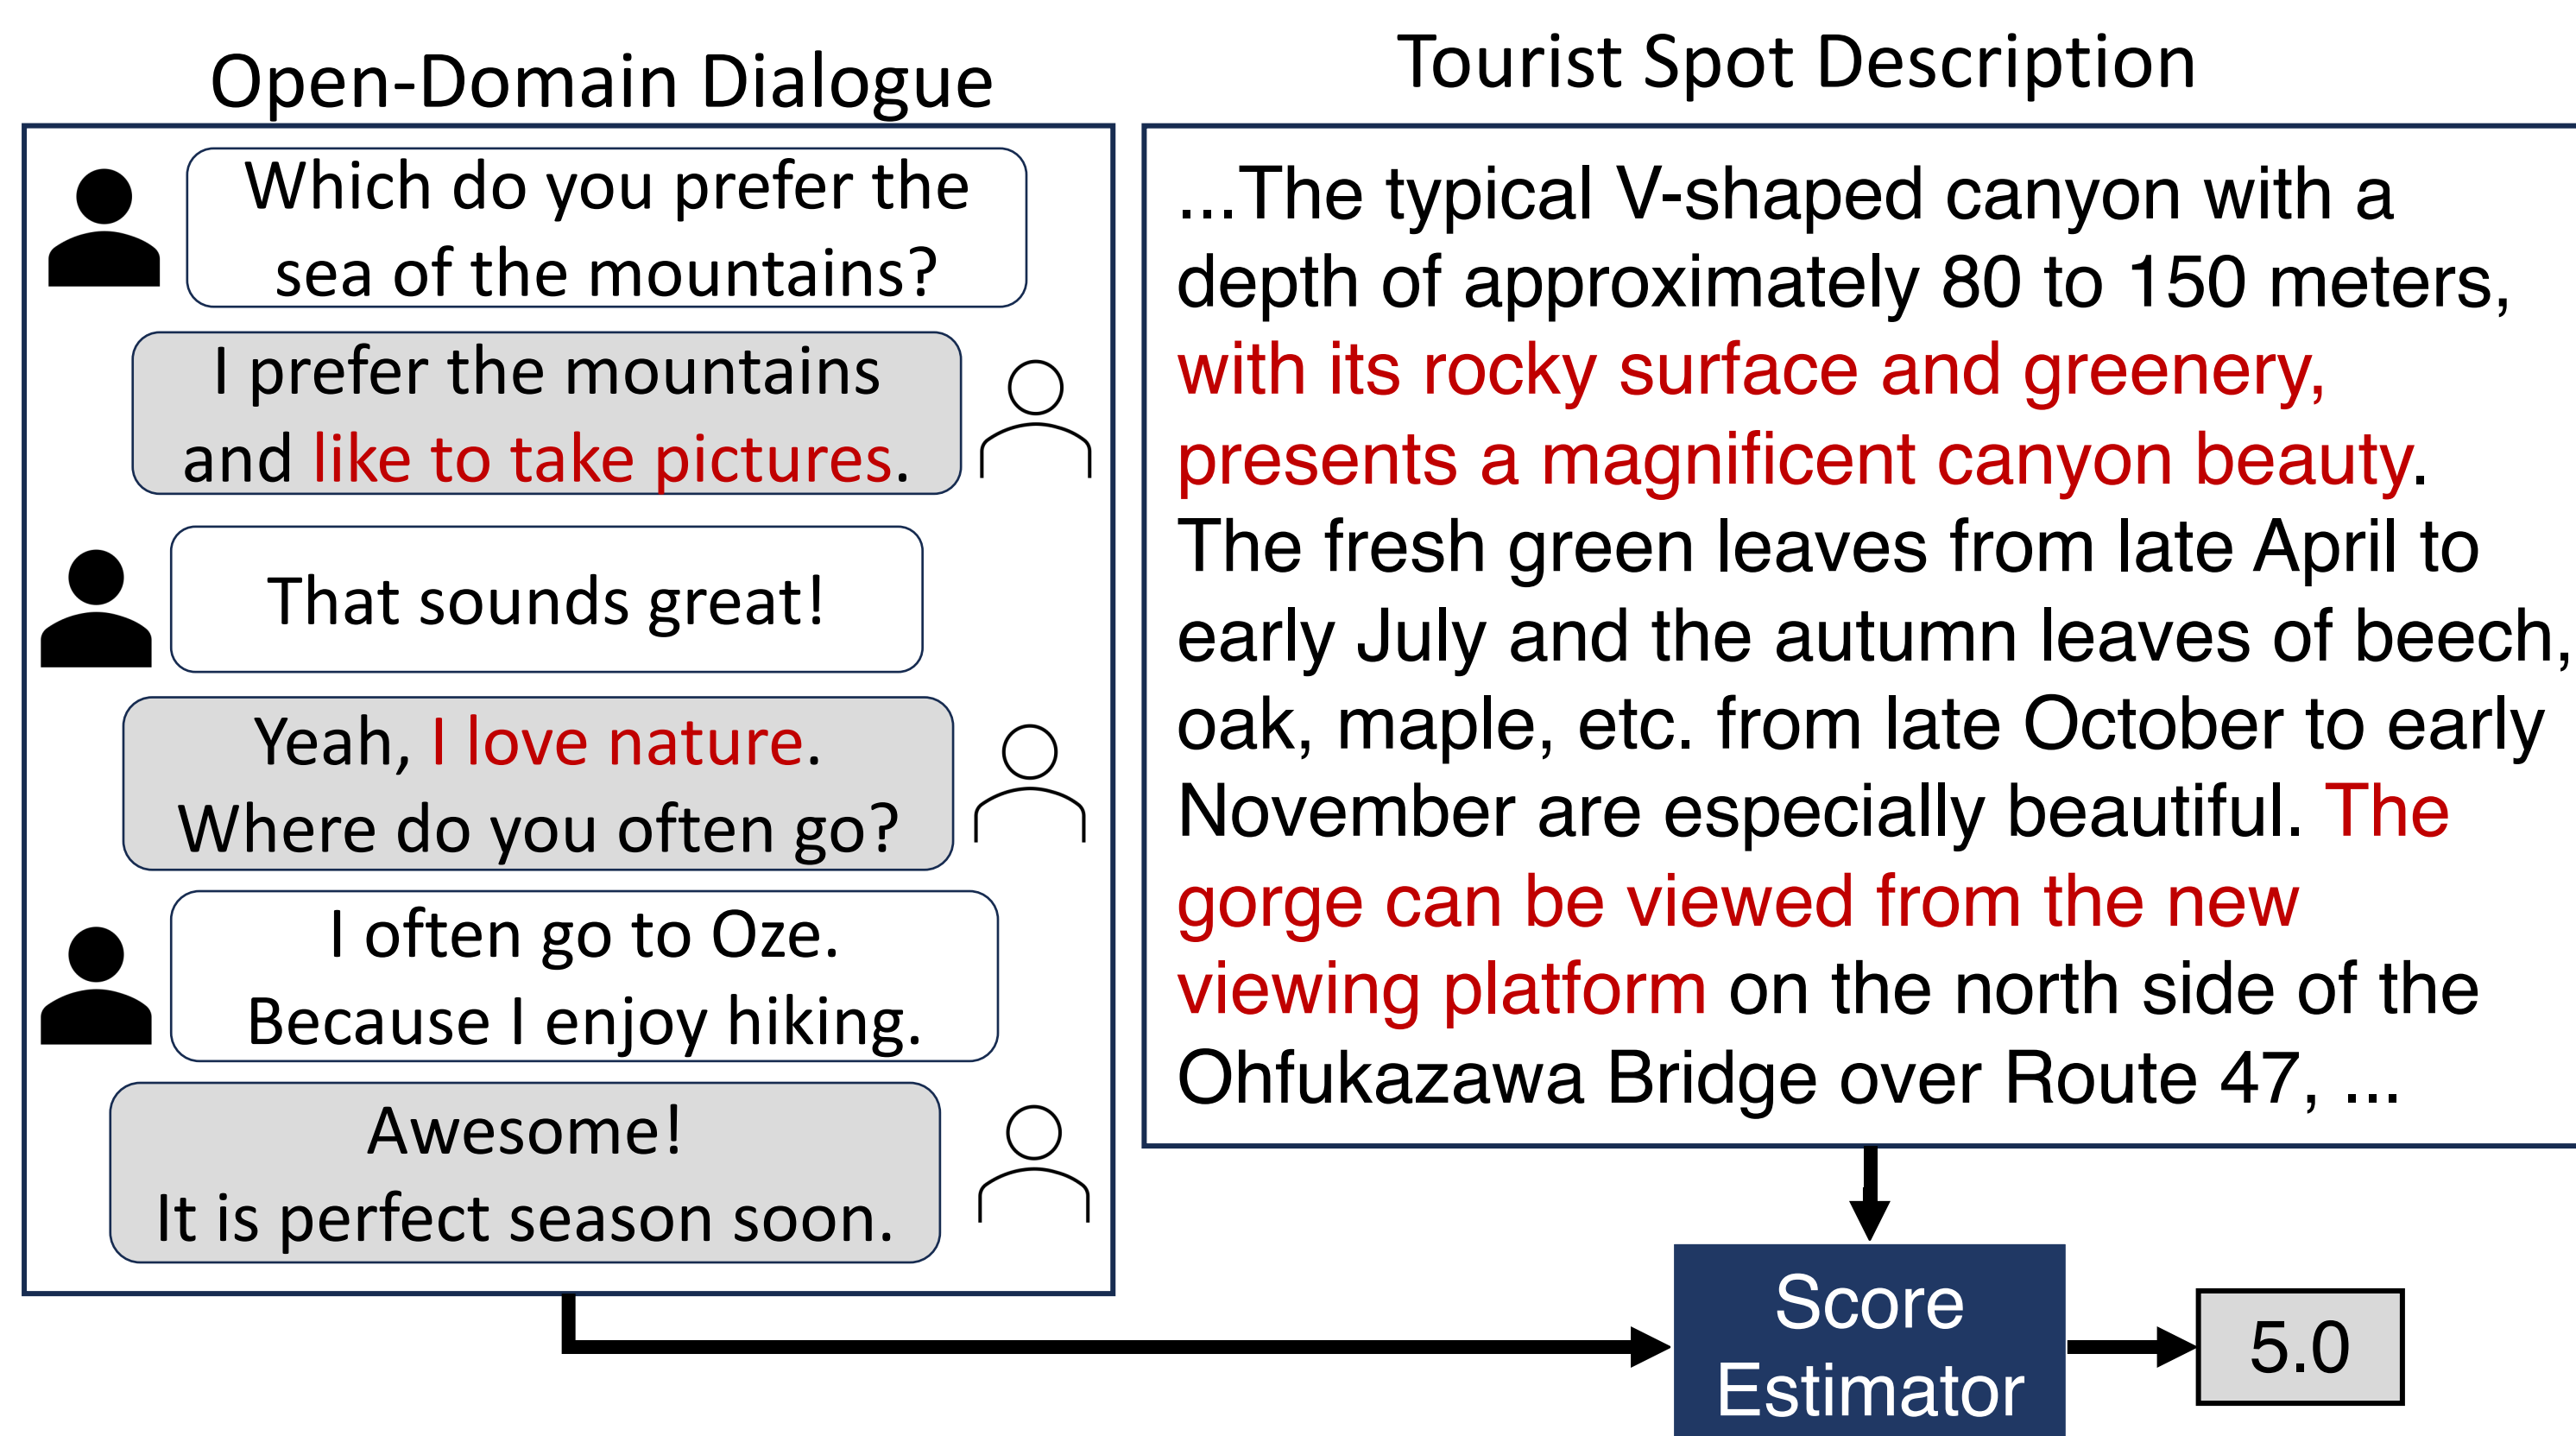 Open-Domain Dialogue
Which do you prefer the
sea of the mountains?
I prefer the mountains
and like to take pictures.
That sounds great!
Yeah, I love nature.
Where do you often go?
I often go to Oze.
Because I enjoy hiking.
Awesome!
It is perfect season soon.
Tourist Spot Description
...The typical V-shaped canyon with a
depth of approximately 80 to 150 meters,
with its rocky surface and greenery,
presents a magnificent canyon beauty.
The fresh green leaves from late April to
early July and the autumn leaves of beech,
oak, maple, etc. from late October to early
November are especially beautiful. The
gorge can be viewed from the new
viewing platform on the north side of the
Ohfukazawa Bridge over Route 47, ...
Score
Estimator
5.0